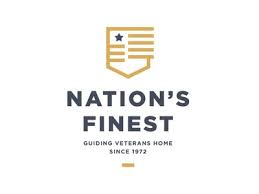 NATION'S
FINEST
GUIDING VETERANS HOME
SINCE 1972